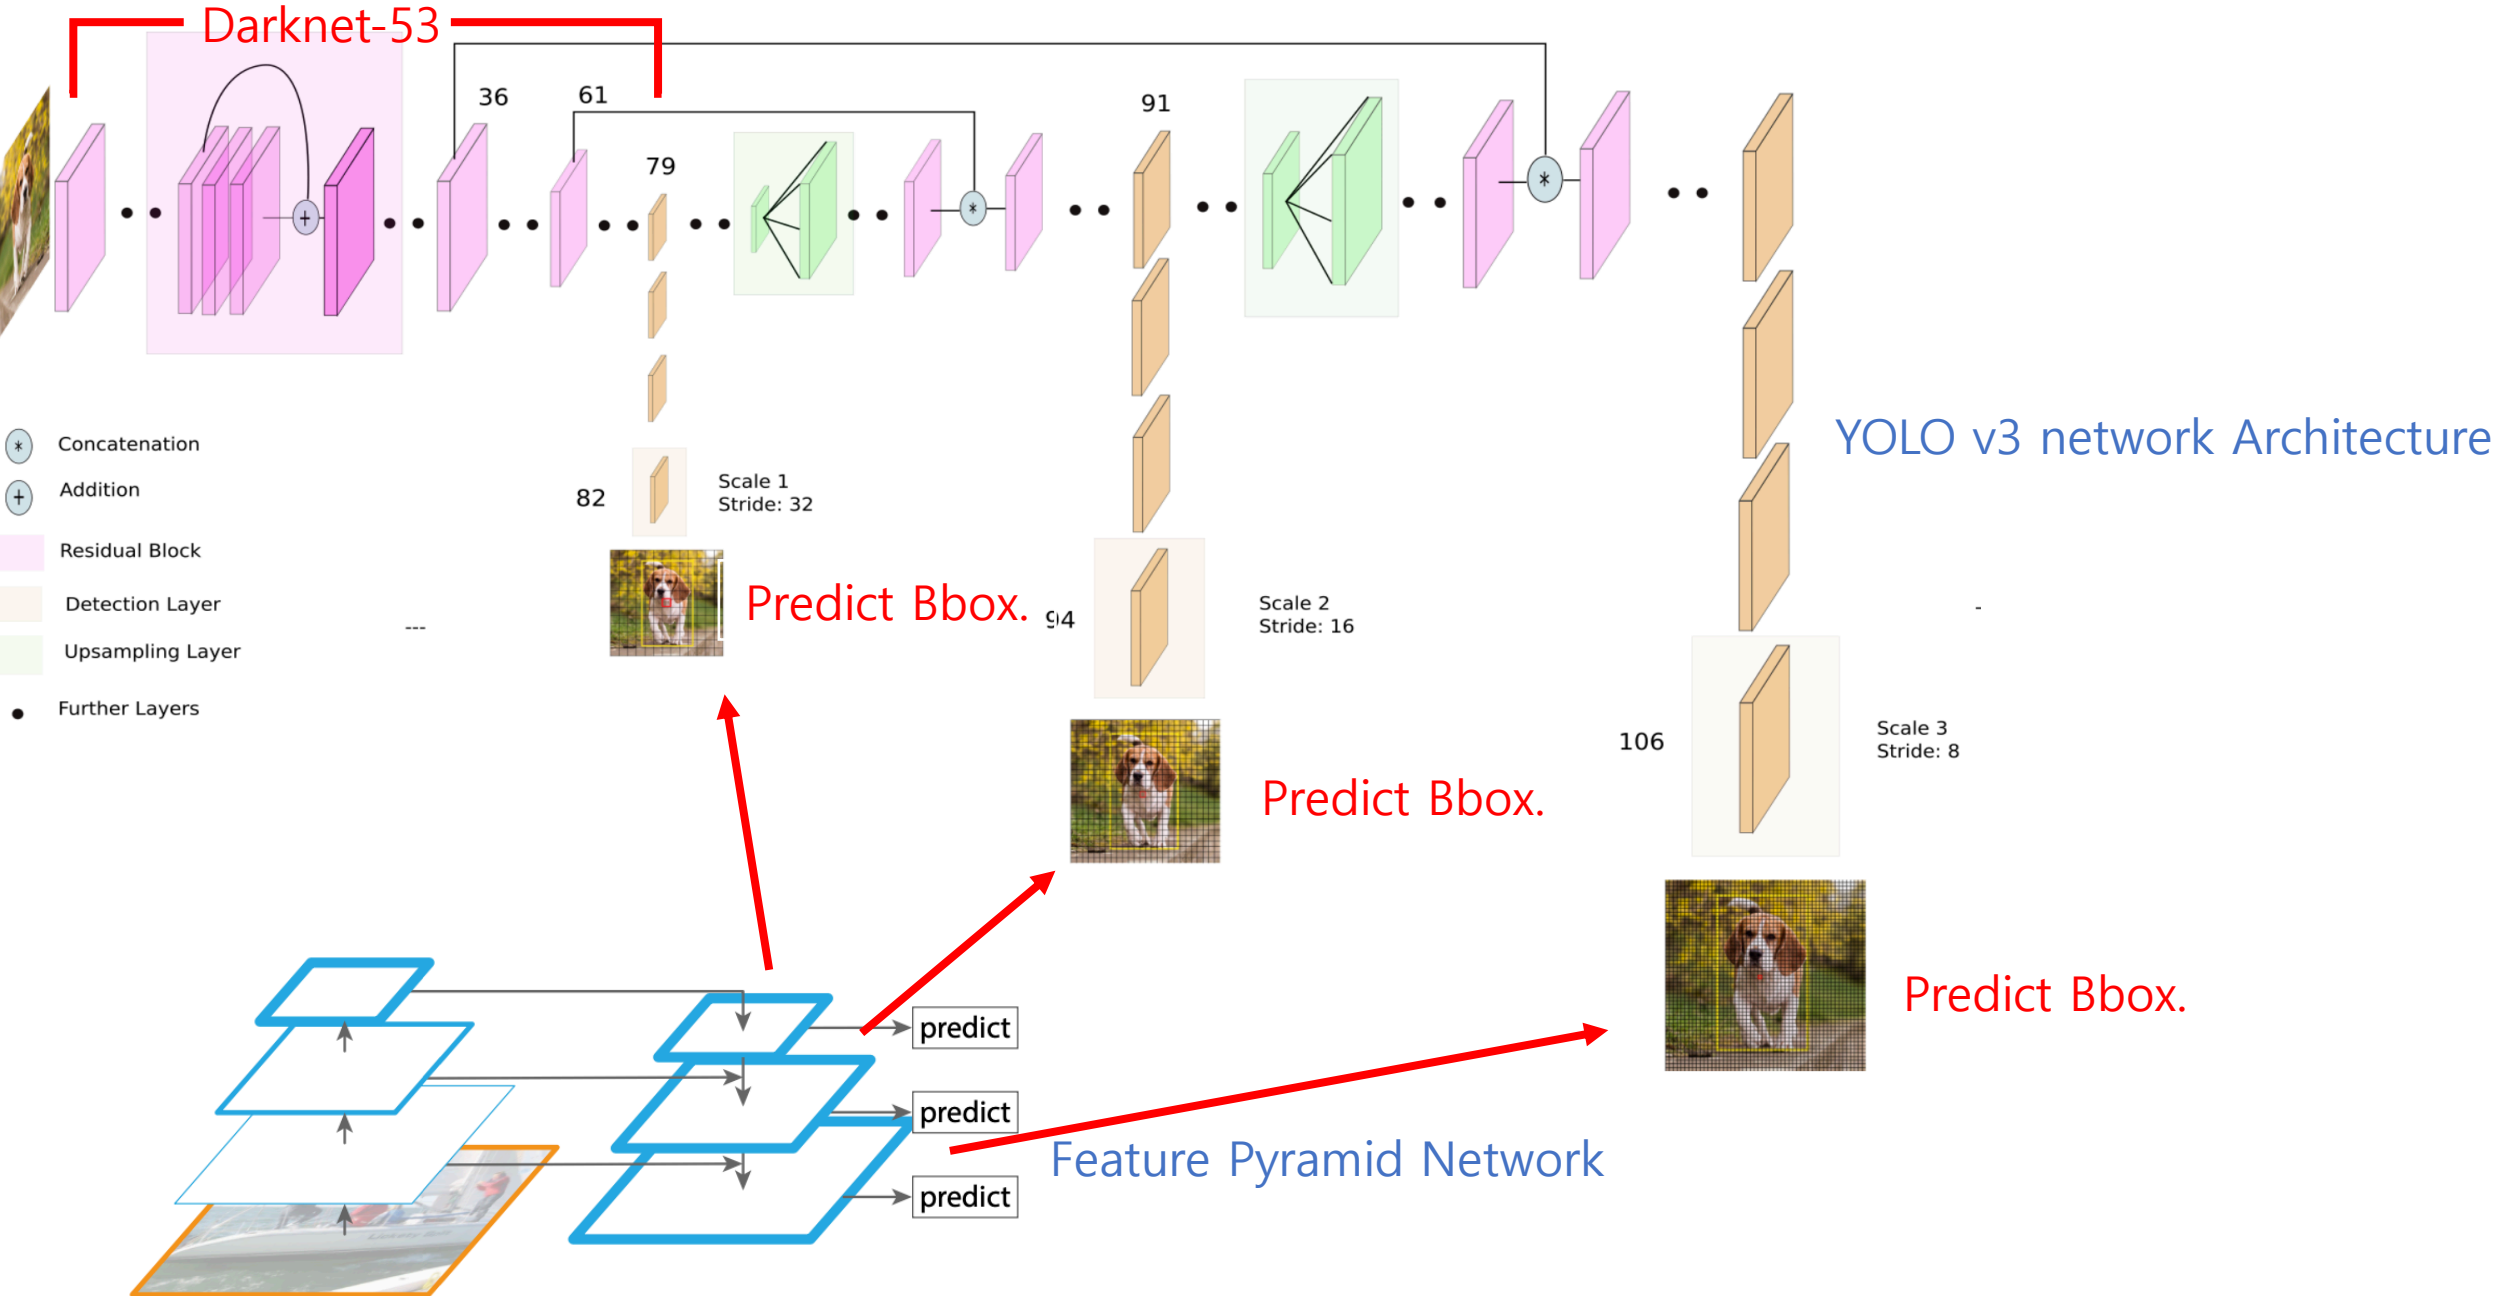 Darknet-53
36
61
79
91
+
*
*
* Concatenation
+ Addition
Residual Block
Detection Layer
Upsampling Layer
Further Layers
---
82
Scale 1
Stride: 32
Predict Bbox.
94
Scale 2
Stride: 16
Predict Bbox.
YOLO v3 network Architecture
-
106
Scale 3
Stride: 8
Predict Bbox.
predict
predict
predict
Feature Pyramid Network